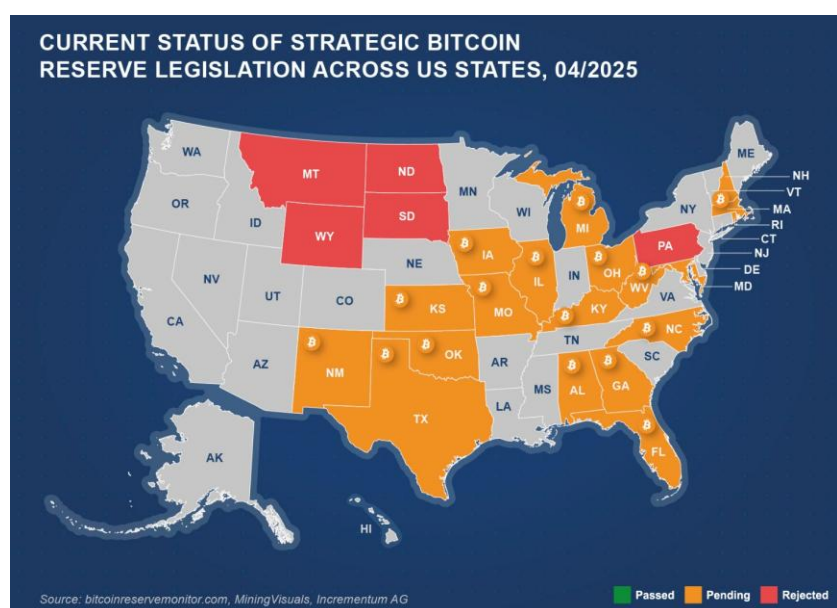 CURRENT STATUS OF STRATEGIC BITCOIN
RESERVE LEGISLATION ACROSS US STATES, 04/2025
WA
MT
ND
MN
ME
NH
VT
OR
ID
SD
WI
MI
NY
MA
RI
WY
CT
PA
NJ
NV
NE
IA
IL
IN
OH
DE
MD
UT
CO
KS
MO
WV
VA
CA
KY
NC
AZ
NM
OK
TN
AR
SC
TX
LA
MS
AL
GA
FL
AK
HI
Source: bitcoinreservemonitor.com, MiningVisuals, Incrementum AG
Passed Pending Rejected